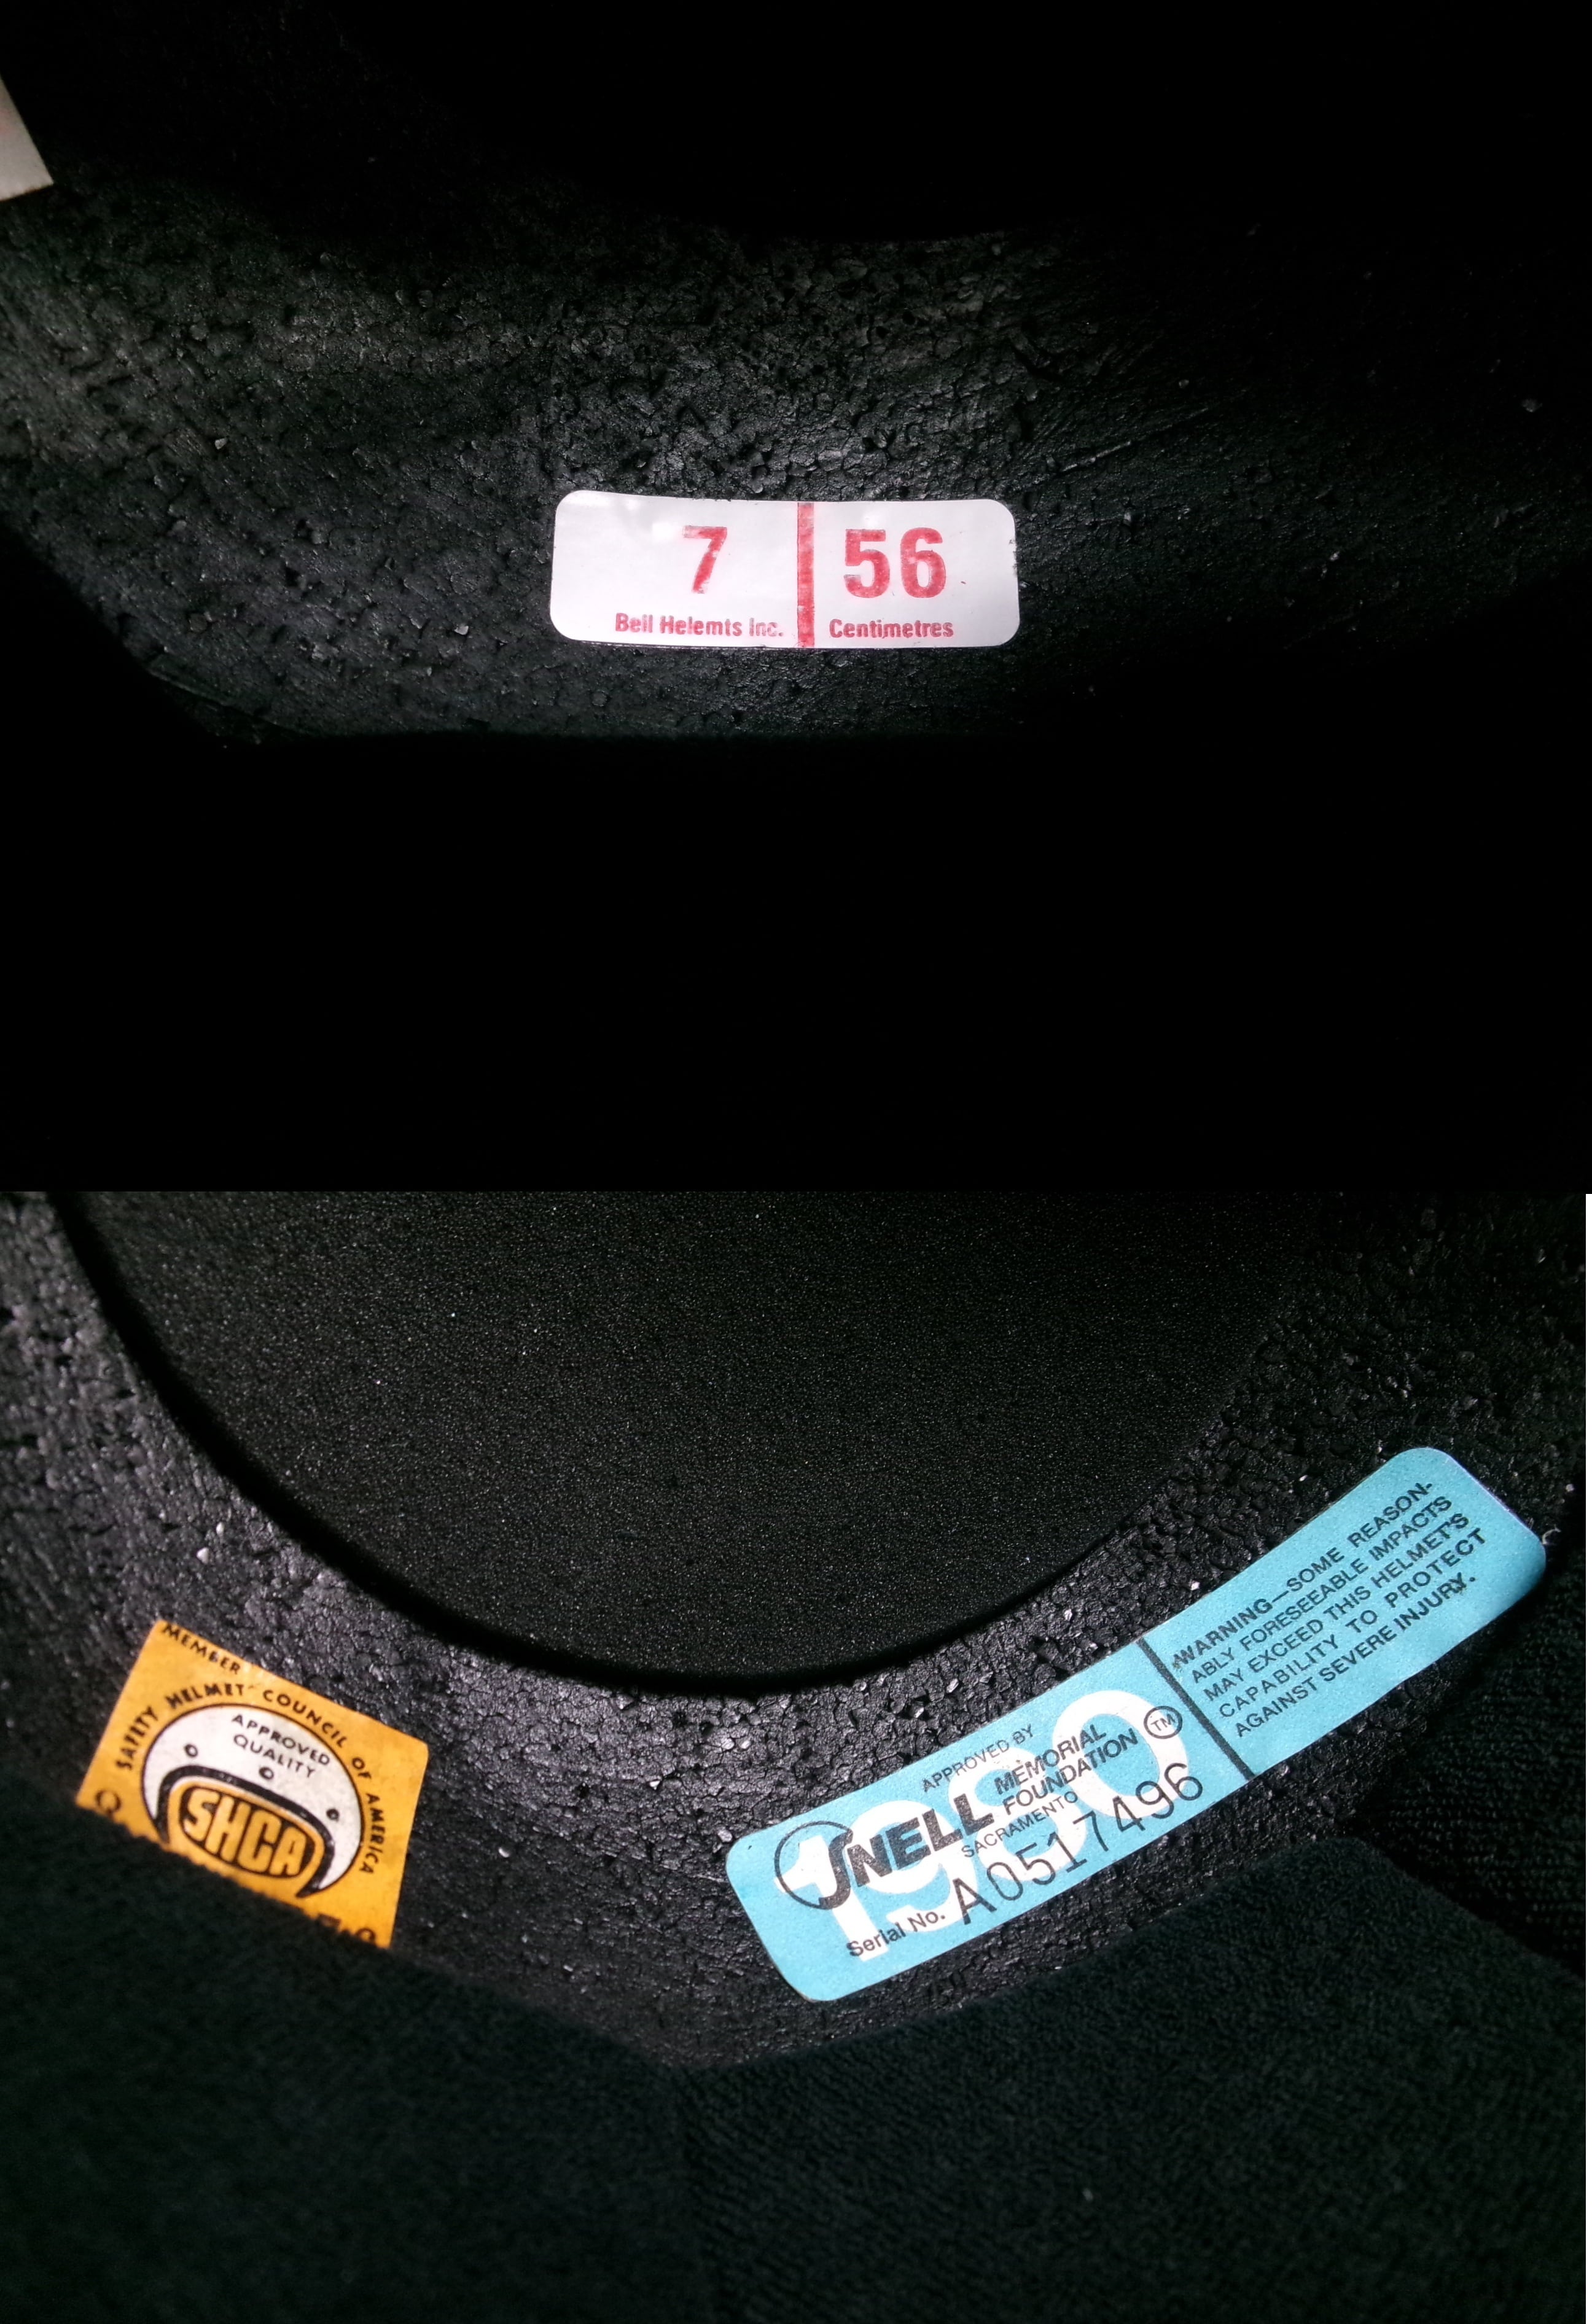 7
56
Bell Helemts Inc.
Centimetres
MEMBER
SAFETY HELMET COUNCIL OF AMERICA
APPROVED
QUALITY
SHCA
1980
APPROVED BY
SNELL MEMORIAL
FOUNDATION TM
SACRAMENTO
Serial No. A0517496
WARNING—SOME REASON-
ABLY FORESEEABLE IMPACTS
MAY EXCEED THIS HELMET'S
CAPABILITY TO PROTECT
AGAINST SEVERE INJURY.